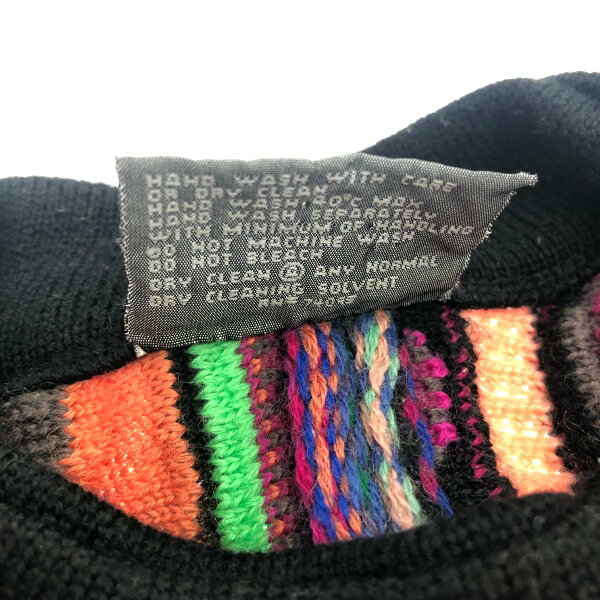 HAND WASH WITH CARE
OR DRY CLEAN
HAND WASH 40°C MAX
HAND WASH SEPARATELY
WITH MINIMUM OF HANDLING
DO NOT MACHINE WASH
DO NOT BLEACH
DRY CLEAN Ⓐ ANY NORMAL
DRY CLEANING SOLVENT